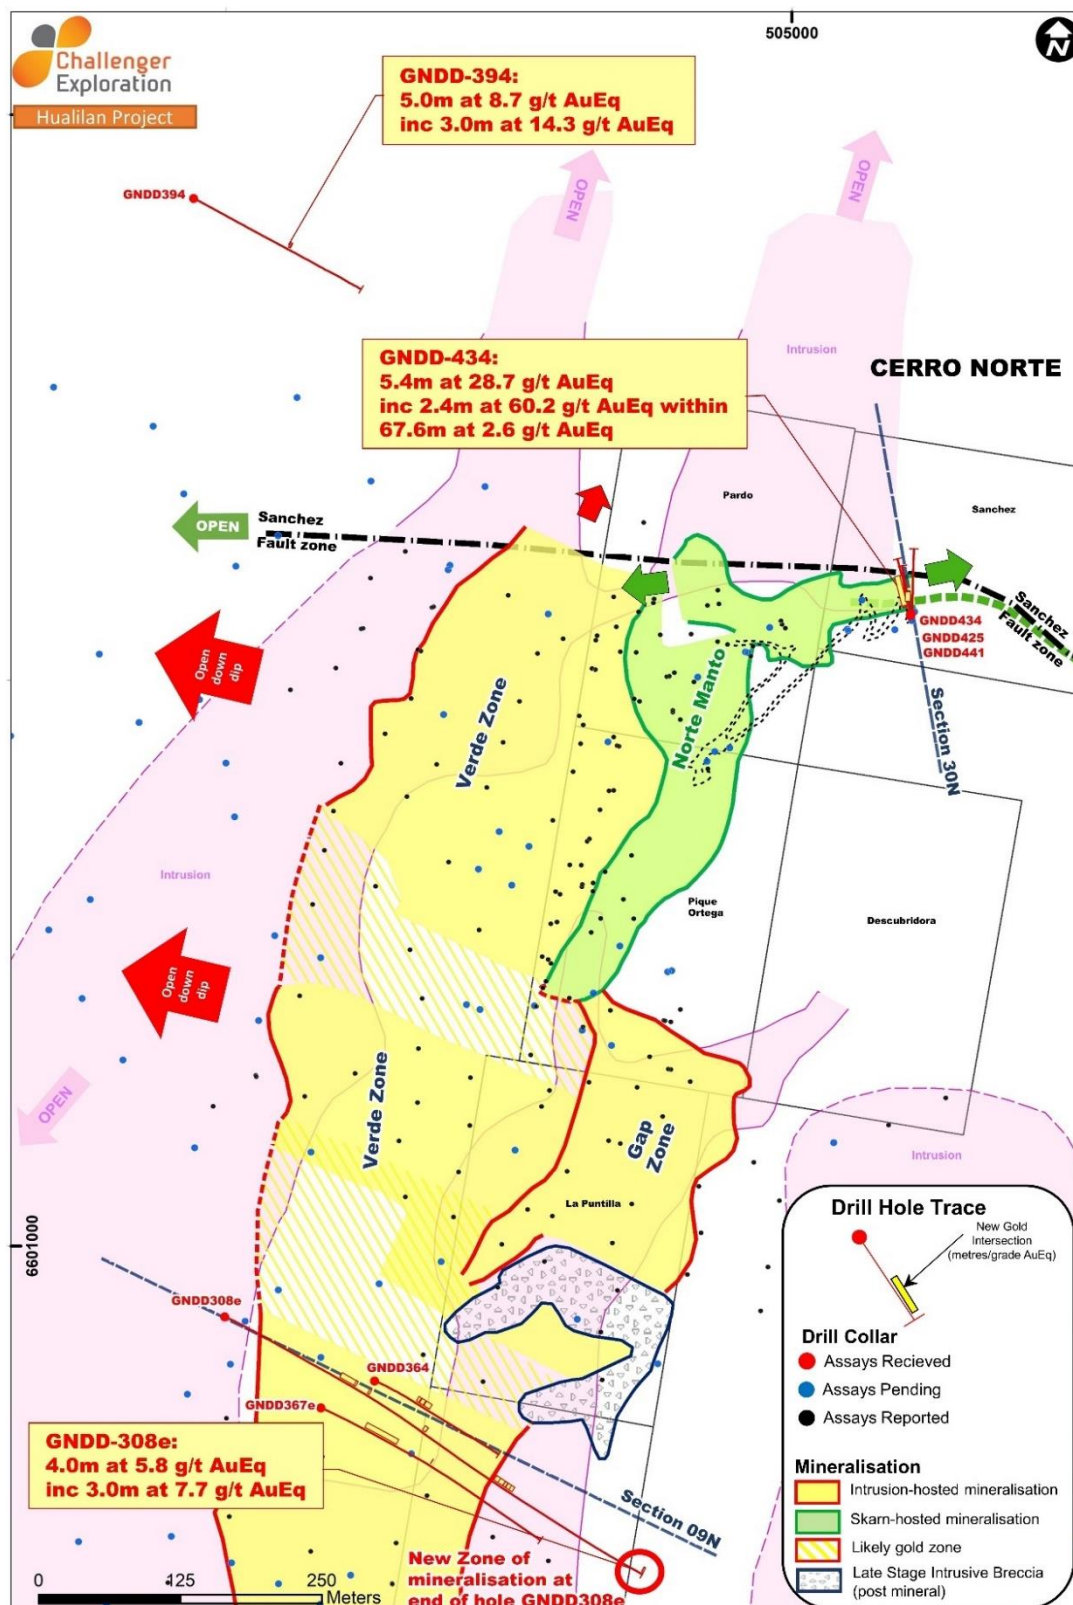 505000
N
Challenger
Exploration
Hualilan Project
GNDD-394:
5.0m at 8.7 g/t AuEq
inc 3.0m at 14.3 g/t AuEq
OPEN
OPEN
GNDD394
Intrusion
GNDD-434:
5.4m at 28.7 g/t AuEq
inc 2.4m at 60.2 g/t AuEq within
67.6m at 2.6 g/t AuEq
CERRO NORTE
Pardo
Sanchez
OPEN
Sanchez
Fault zone
Sanchez
Fault zone
GNDD434
GNDD425
GNDD441
Open
down
dip
Verde Zone
Norte Manto
Section 30N
Intrusion
Pique
Ortega
Descubridora
Open
down
dip
OPEN
Verde Zone
Gap
Zone
Intrusion
La Puntilla
6601000
GNDD308e
GNDD364
GNDD367e
GNDD-308e:
4.0m at 5.8 g/t AuEq
inc 3.0m at 7.7 g/t AuEq
Section 09N
New Zone of
mineralisation at
end of hole GNDD308e
0 125 250
Meters
Drill Hole Trace
New Gold
Intersection
(metres/grade AuEq)
Drill Collar
Assays Recieved
Assays Pending
Assays Reported
Mineralisation
Intrusion-hosted mineralisation
Skarn-hosted mineralisation
Likely gold zone
Late Stage Intrusive Breccia
(post mineral)